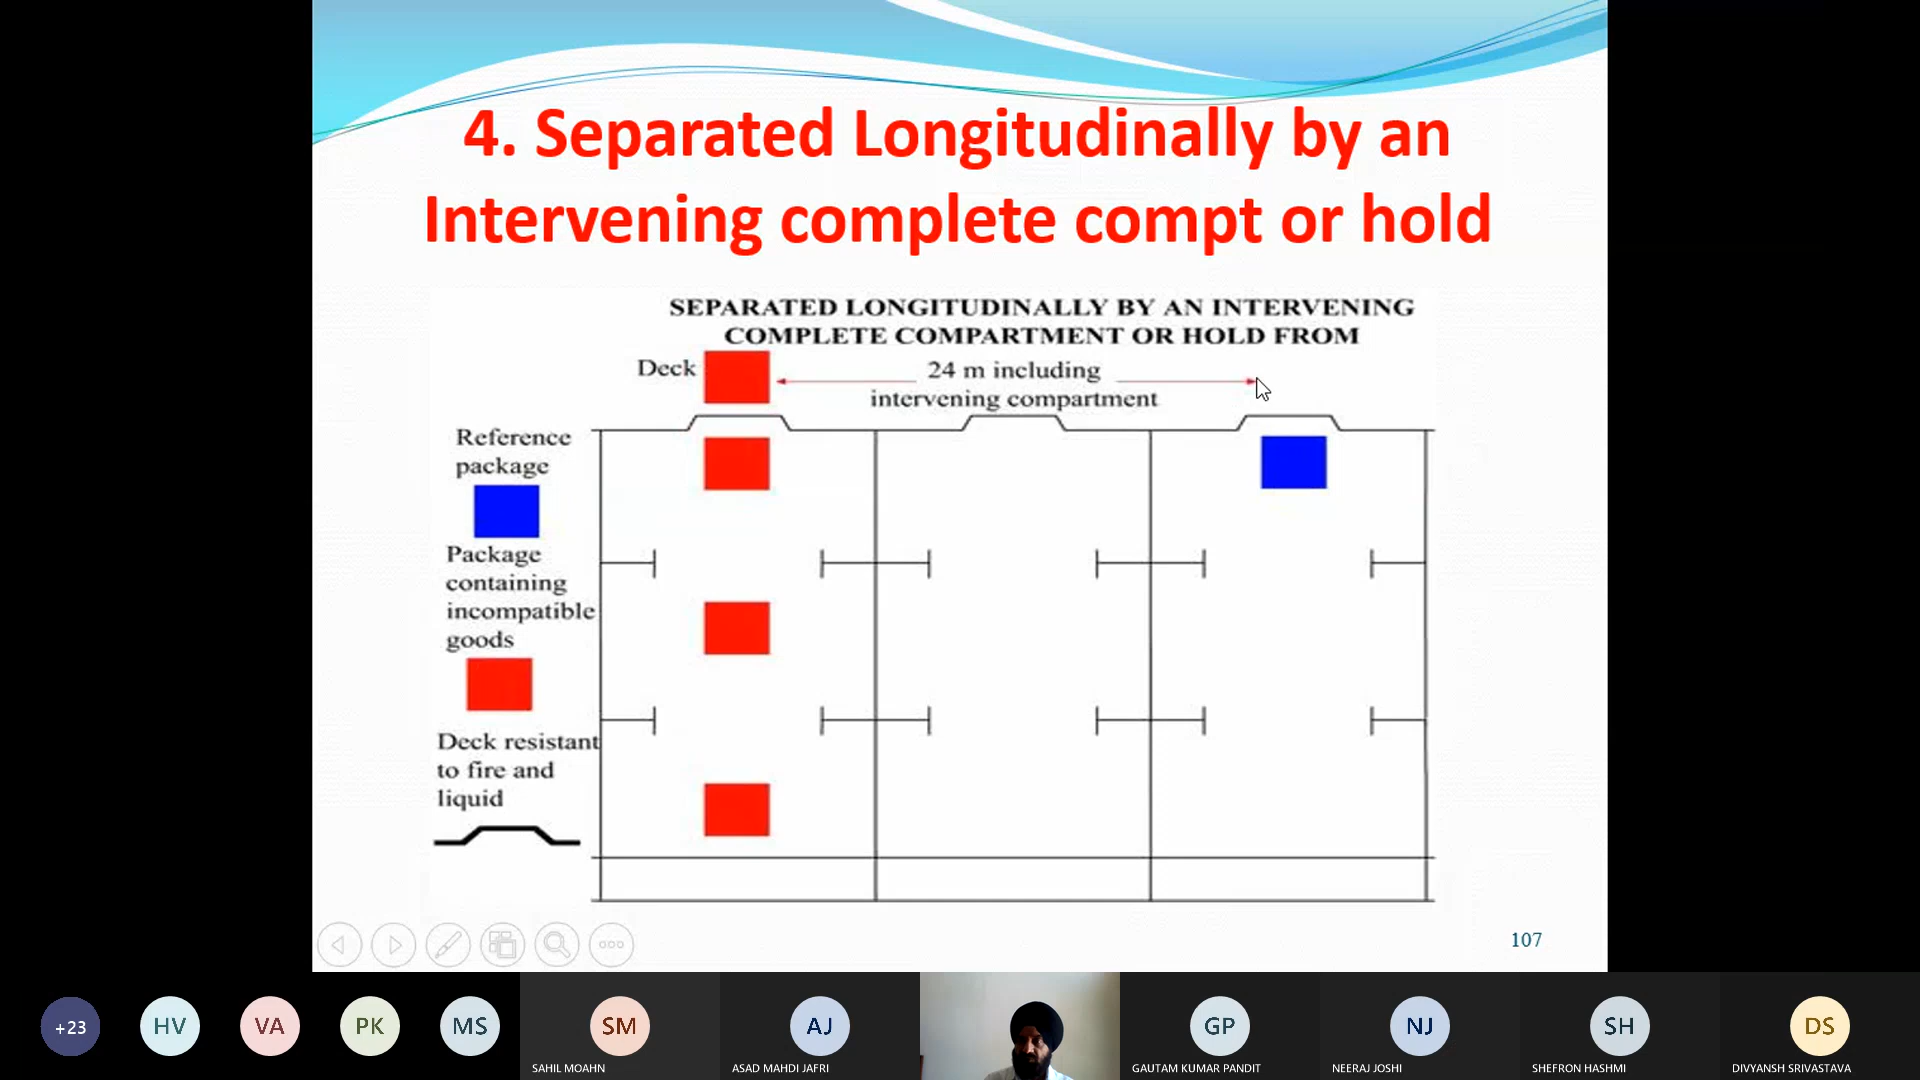 4. Separated Longitudinally by an
Intervening complete compt or hold
SEPARATED LONGITUDINALLY BY AN INTERVENING
COMPLETE COMPARTMENT OR HOLD FROM
Deck
24 m including
intervening compartment
Reference
package
Package
containing
incompatible
goods
Deck resistant
to fire and
liquid
107
+23
HV
VA
PK
MS
SM
SAHIL MOAHN
AJ
ASAD MAHDI JAFRI
GP
GAUTAM KUMAR PANDIT
NJ
NEERAJ JOSHI
SH
SHEFRON HASHMI
DS
DIVYANSH SRIVASTAVA